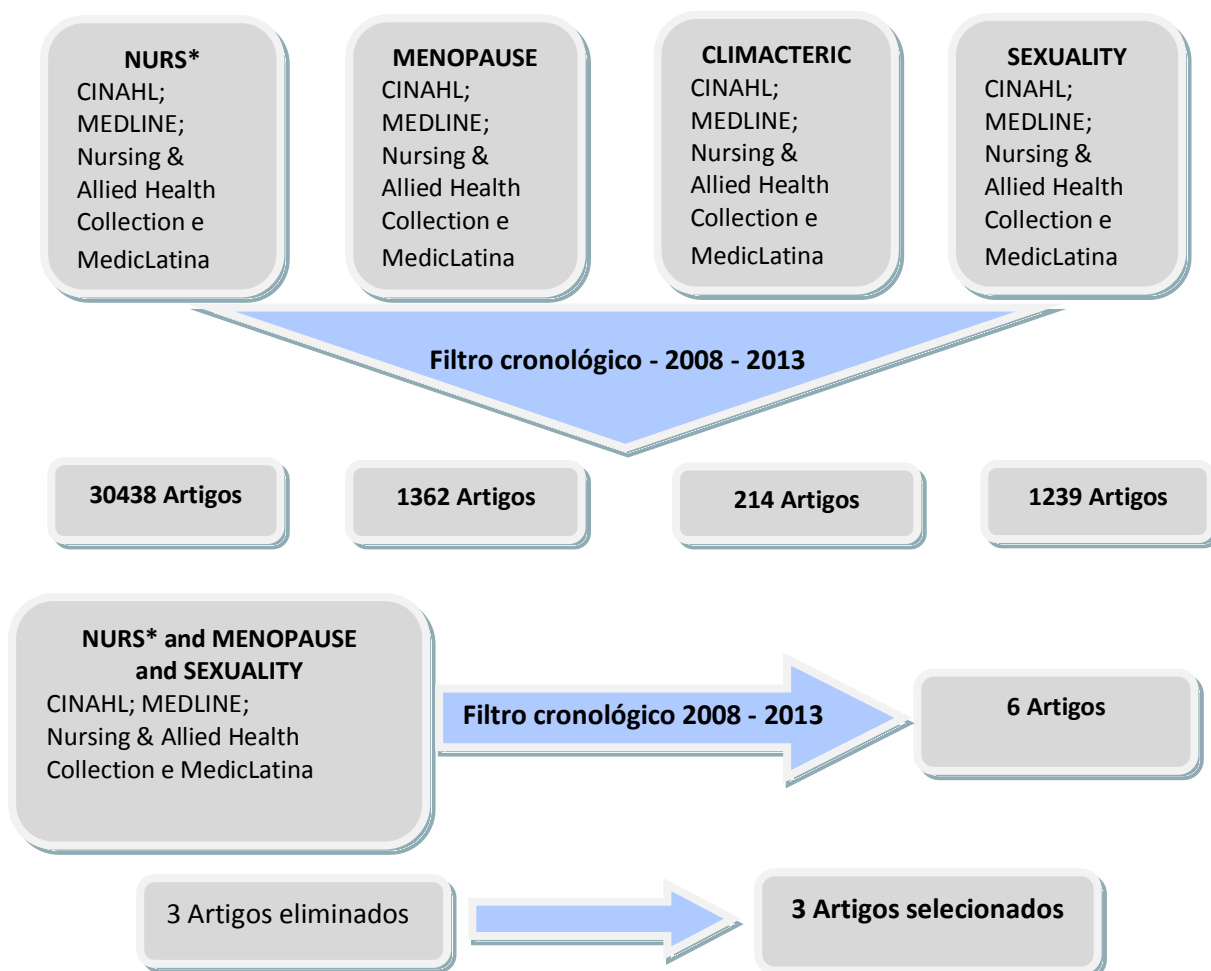 NURS*
CINAHL;
MEDLINE;
Nursing &
Allied Health
Collection e
MedicLatina
MENOPAUSE
CINAHL;
MEDLINE;
Nursing &
Allied Health
Collection e
MedicLatina
CLIMACTERIC
CINAHL;
MEDLINE;
Nursing &
Allied Health
Collection e
MedicLatina
SEXUALITY
CINAHL;
MEDLINE;
Nursing &
Allied Health
Collection e
MedicLatina
Filtro cronológico - 2008 - 2013
30438 Artigos
1362 Artigos
214 Artigos
1239 Artigos
NURS* and MENOPAUSE
and SEXUALITY
CINAHL; MEDLINE;
Nursing & Allied Health
Collection e MedicLatina
Filtro cronológico 2008 - 2013
6 Artigos
3 Artigos eliminados
3 Artigos selecionados